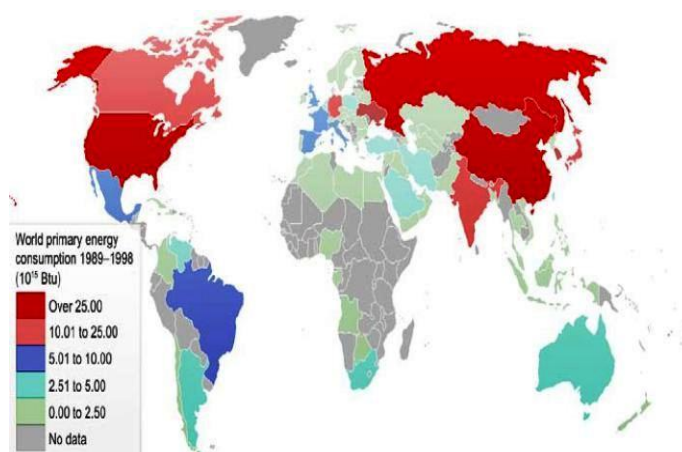 World primary energy
consumption 1989–1998
(10¹⁵ Btu)
Over 25.00
10.01 to 25.00
5.01 to 10.00
2.51 to 5.00
0.00 to 2.50
No data